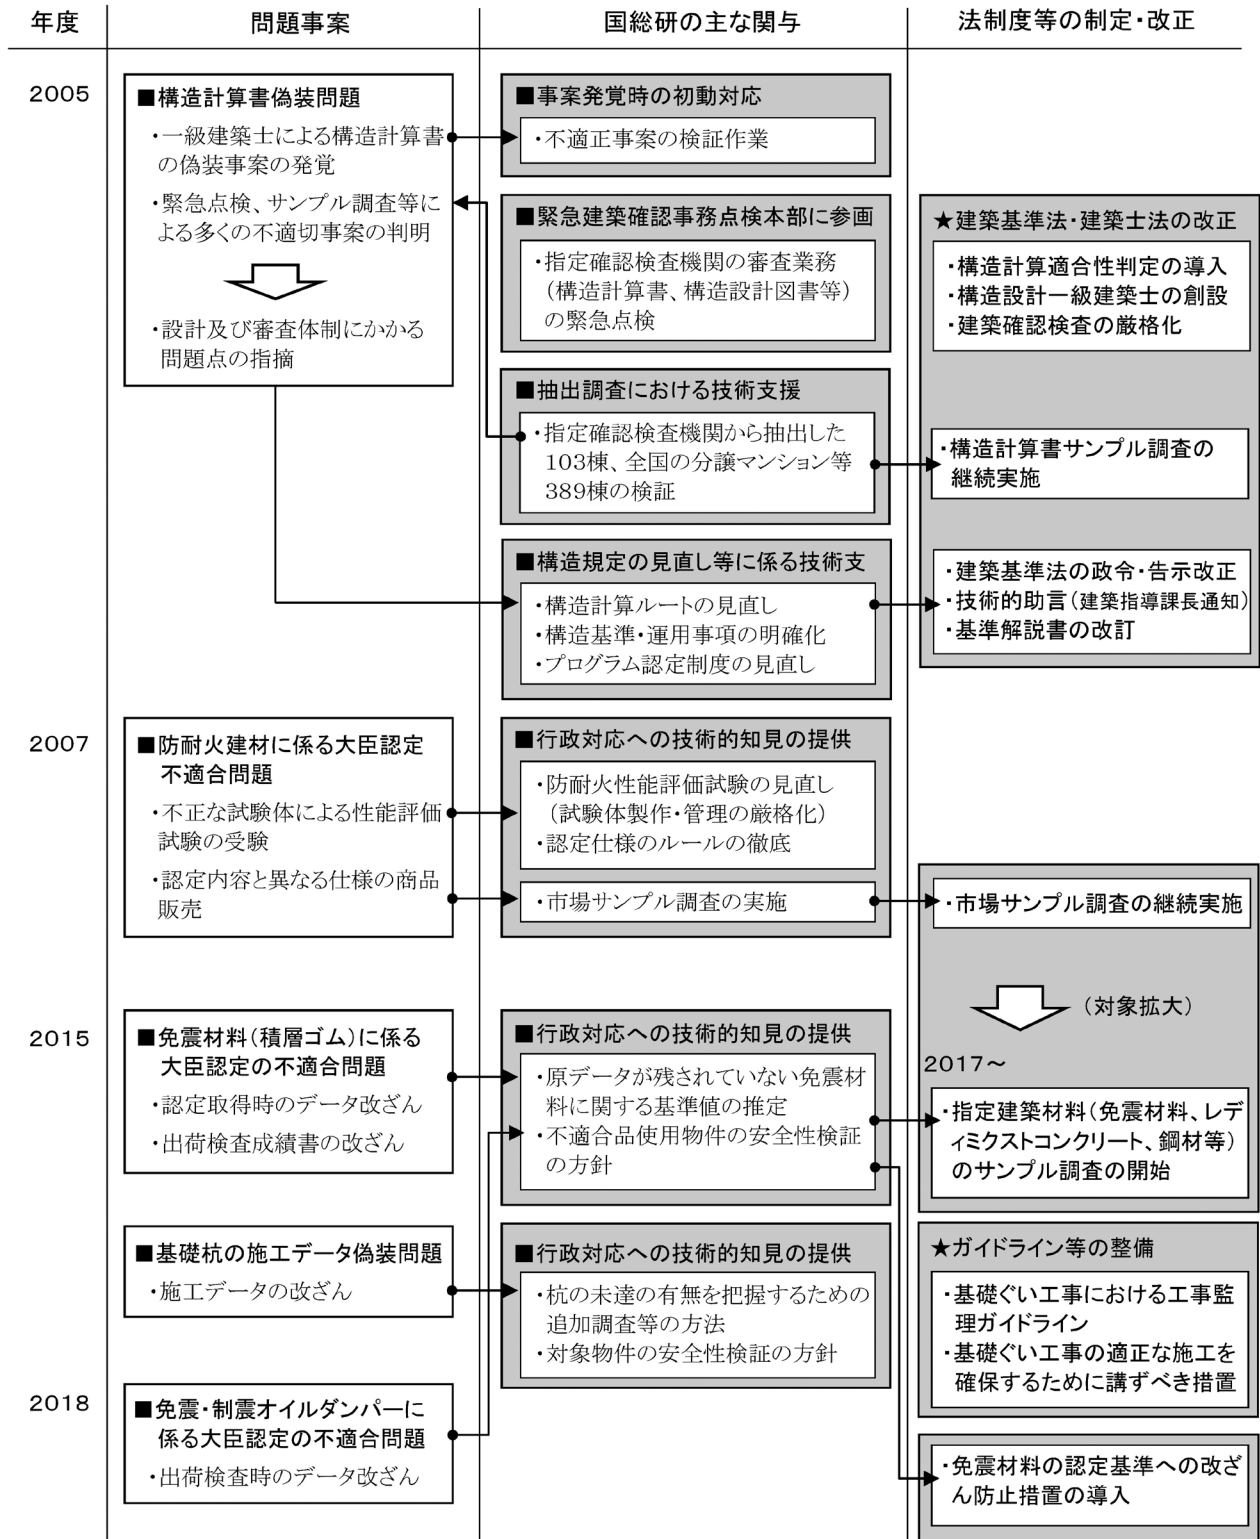 年度
問題事案
国総研の主な関与
法制度等の制定・改正
2005
■構造計算書偽装問題
・一級建築士による構造計算書
の偽装事案の発覚
・緊急点検、サンプル調査等に
よる多くの不適切事案の判明
・設計及び審査体制にかかる
問題点の指摘
■事案発覚時の初動対応
・不適正事案の検証作業
■緊急建築確認事務点検本部に参画
・指定確認検査機関の審査業務
（構造計算書、構造設計図書等）
の緊急点検
■抽出調査における技術支援
・指定確認検査機関から抽出した
103棟、全国の分譲マンション等
389棟の検証
■構造規定の見直し等に係る技術支
・構造計算ルートの見直し
・構造基準・運用事項の明確化
・プログラム認定制度の見直し
★建築基準法・建築士法の改正
・構造計算適合性判定の導入
・構造設計一級建築士の創設
・建築確認検査の厳格化
・構造計算書サンプル調査の
継続実施
・建築基準法の政令・告示改正
・技術的助言（建築指導課長通知）
・基準解説書の改訂
2007
■防耐火建材に係る大臣認定
不適合問題
・不正な試験体による性能評価
試験の受験
・認定内容と異なる仕様の商品
販売
■行政対応への技術的知見の提供
・防耐火性能評価試験の見直し
（試験体製作・管理の厳格化）
・認定仕様のルールの徹底
・市場サンプル調査の実施
・市場サンプル調査の継続実施
（対象拡大）
2017～
・指定建築材料（免震材料、レデ
ィミクストコンクリート、鋼材等）
のサンプル調査の開始
2015
■免震材料（積層ゴム）に係る
大臣認定の不適合問題
・認定取得時のデータ改ざん
・出荷検査成績書の改ざん
■行政対応への技術的知見の提供
・原データが残されていない免震材
料に関する基準値の推定
・不適合品使用物件の安全性検証
の方針
■基礎杭の施工データ偽装問題
・施工データの改ざん
■行政対応への技術的知見の提供
・杭の未達の有無を把握するための
追加調査等の方法
・対象物件の安全性検証の方針
★ガイドライン等の整備
・基礎ぐい工事における工事監
理ガイドライン
・基礎ぐい工事の適正な施工を
確保するために講ずべき措置
2018
■免震・制震オイルダンパーに
係る大臣認定の不適合問題
・出荷検査時のデータ改ざん
・免震材料の認定基準への改ざ
ん防止措置の導入